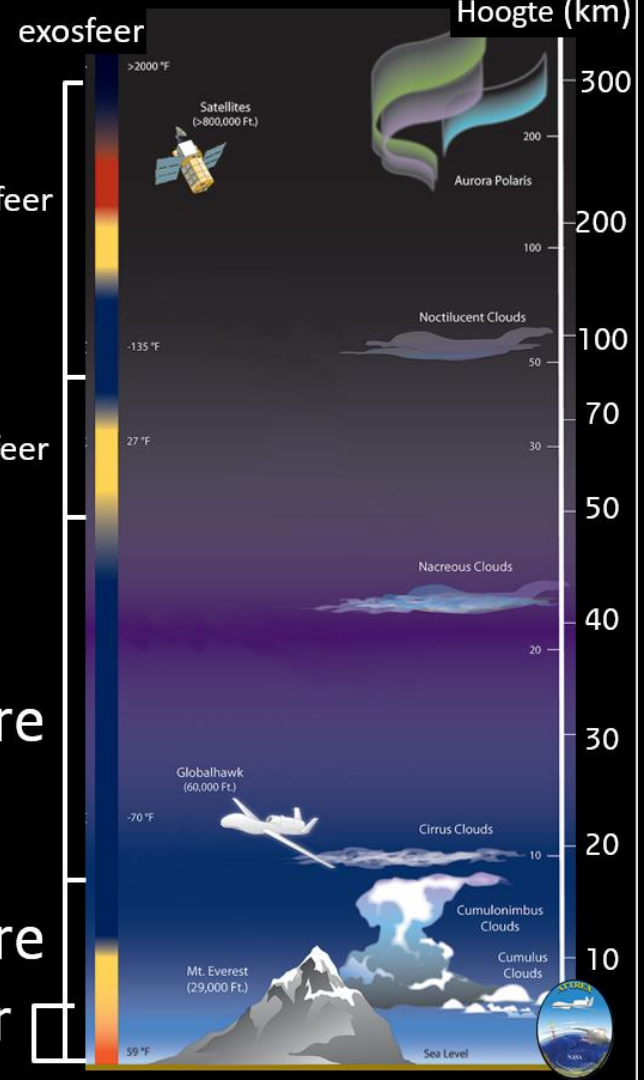 Hoogte (km)
exosfeer
>2000 °F
300
Satellites
(>800,000 Ft.)
200
feer
Aurora Polaris
200
100
Noctilucent Clouds
100
-135 °F
50
70
27 °F
30
eer
50
Nacreous Clouds
40
20
re
30
Globalhawk
(60,000 Ft.)
-70 °F
Cirrus Clouds
20
10
Cumulonimbus
Clouds
re
Cumulus
Clouds
10
Mt. Everest
(29,000 Ft.)
r
59 °F
Sea Level
NASA